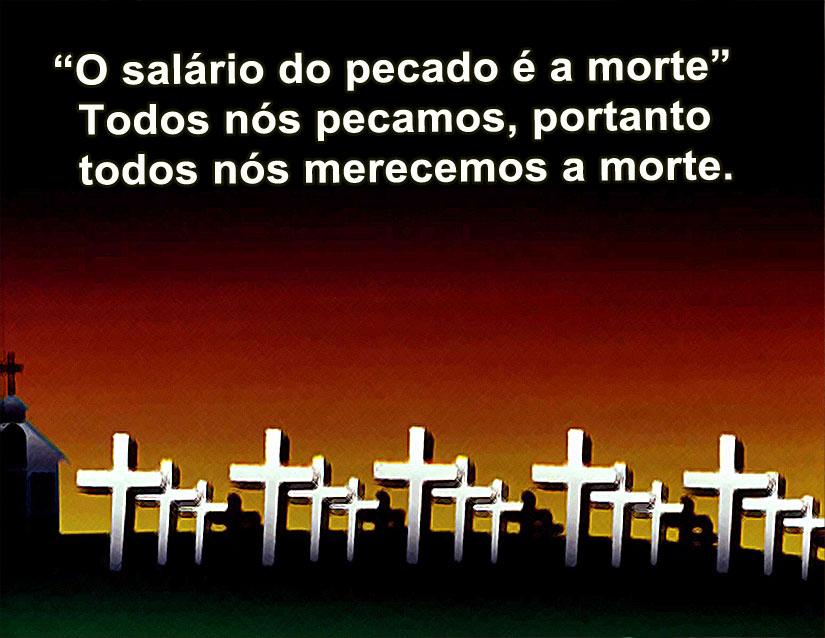 “O salário do pecado é a morte”
Todos nós pecamos, portanto
todos nós merecemos a morte.